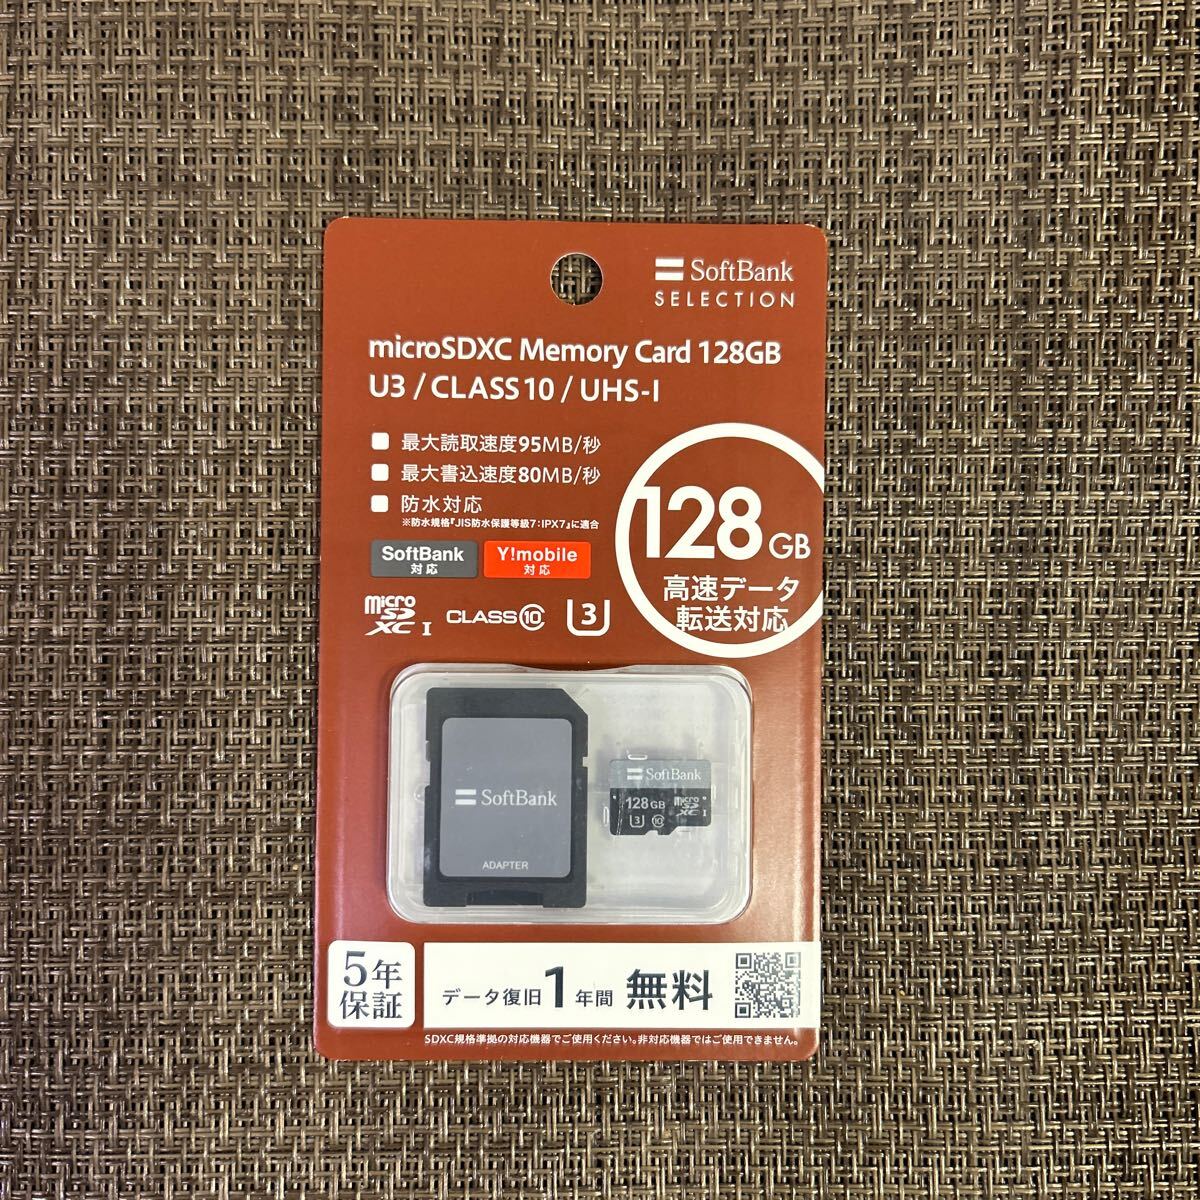 SoftBank
SELECTION
microSDXC Memory Card 128GB
U3 / CLASS10 / UHS-I
最大読取速度95MB/秒
最大書込速度80MB/秒
防水対応
※防水規格『JIS防水保護等級7:IPX7』に適合
SoftBank
対応
Y!mobile
対応
128GB
高速データ
転送対応
micro
SD
XC I
CLASS10
U3
SoftBank
ADAPTER
SoftBank
128GB
micro
SD
XC I
U3 10
5年
保証
データ復旧1年間 無料
SDXC規格準拠の対応機器でご使用ください。非対応機器ではご使用できません。